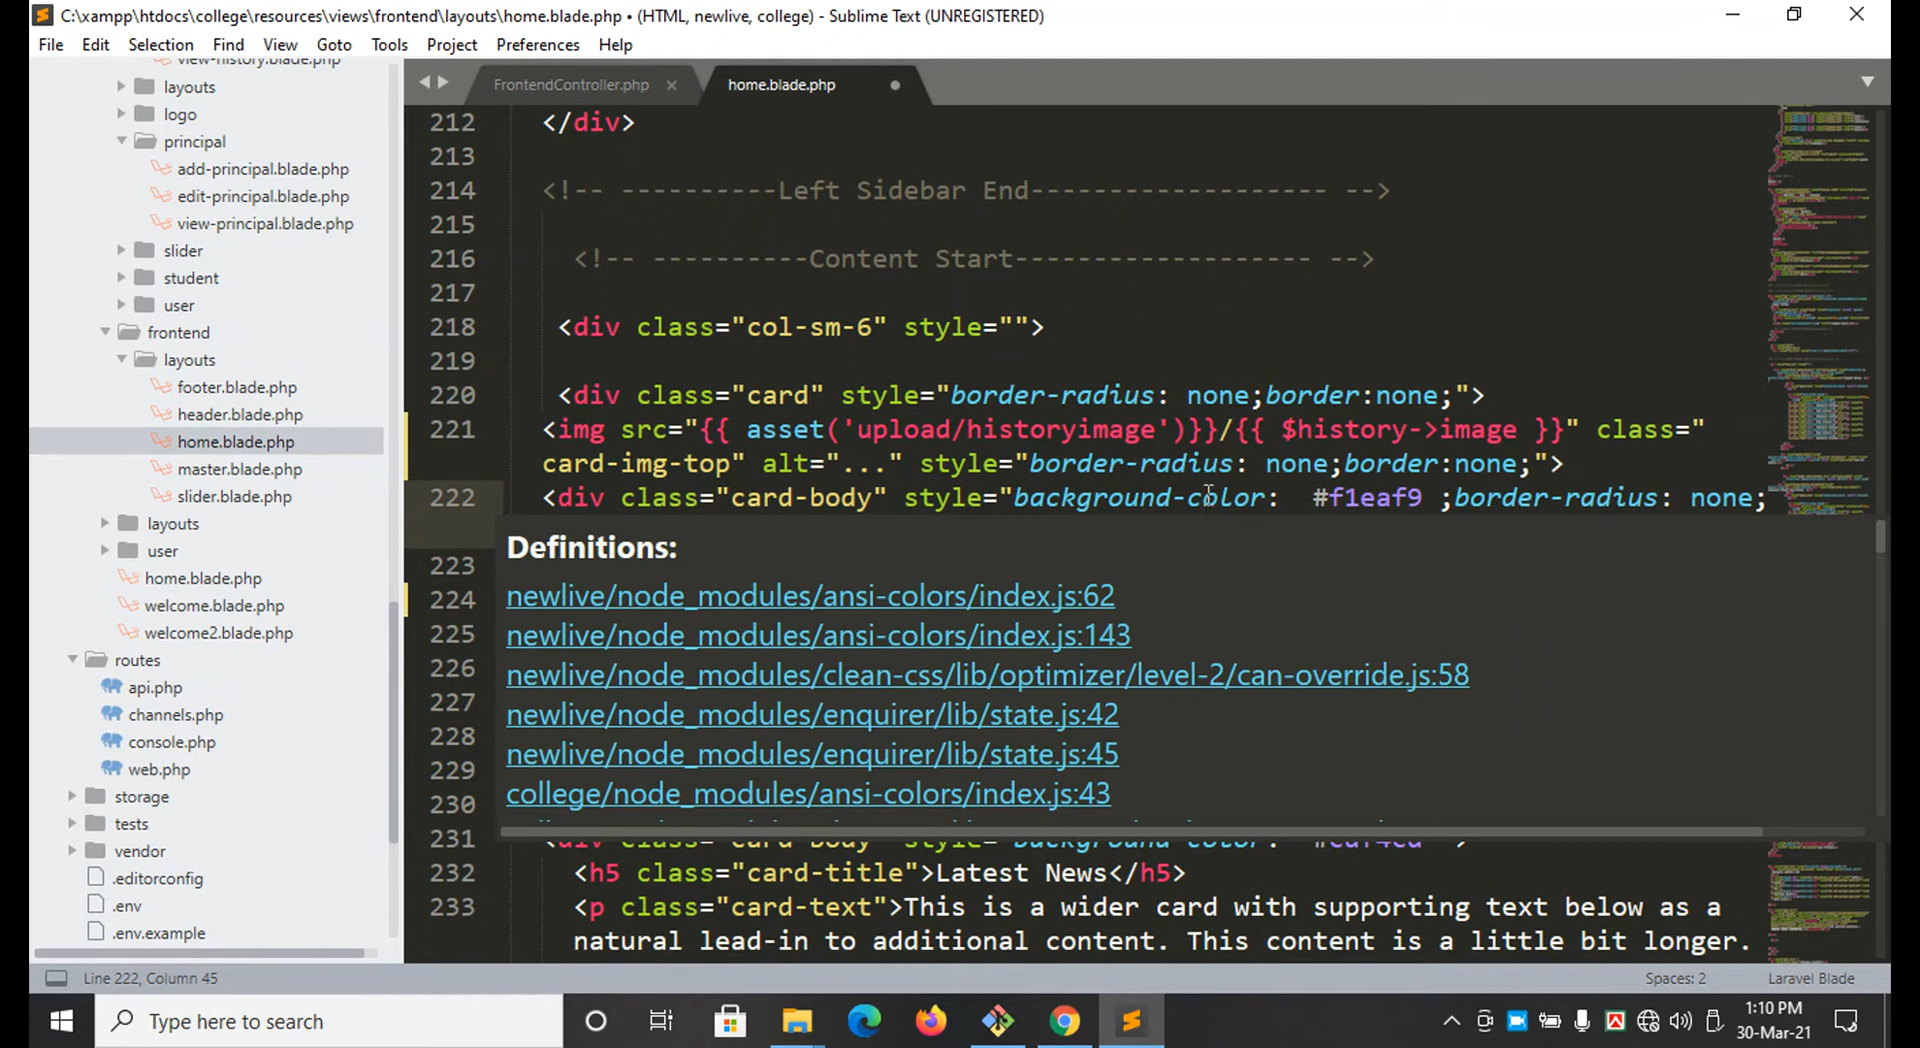 C:\xampp\htdocs\college\resources\views\frontend\layouts\home.blade.php • (HTML, newlive, college) - Sublime Text (UNREGISTERED)
File Edit Selection Find View Goto Tools Project Preferences Help
view-history.blade.php
layouts
logo
principal
add-principal.blade.php
edit-principal.blade.php
view-principal.blade.php
slider
student
user
frontend
layouts
footer.blade.php
header.blade.php
home.blade.php
master.blade.php
slider.blade.php
layouts
user
home.blade.php
welcome.blade.php
welcome2.blade.php
routes
api.php
channels.php
console.php
web.php
storage
tests
vendor
.editorconfig
.env
.env.example
FrontendController.php home.blade.php
212 </div>
213
214 <!-- ----------Left Sidebar End------------------- -->
215
216 <!-- ----------Content Start------------------- -->
217
218 <div class="col-sm-6" style="">
219
220 <div class="card" style="border-radius: none;border:none;">
221 <img src="{{ asset('upload/historyimage')}}/{{ $history->image }}" class="
card-img-top" alt="..." style="border-radius: none;border:none;">
222 <div class="card-body" style="background-color:  #f1eaf9 ;border-radius: none;
Definitions:
223
newlive/node_modules/ansi-colors/index.js:62
224
newlive/node_modules/ansi-colors/index.js:143
225
newlive/node_modules/clean-css/lib/optimizer/level-2/can-override.js:58
226
newlive/node_modules/enquirer/lib/state.js:42
227
228
newlive/node_modules/enquirer/lib/state.js:45
229
college/node_modules/ansi-colors/index.js:43
230
231
232 <h5 class="card-title">Latest News</h5>
233 <p class="card-text">This is a wider card with supporting text below as a
natural lead-in to additional content. This content is a little bit longer.
Line 222, Column 45 Spaces: 2 Laravel Blade
Type here to search
1:10 PM
30-Mar-21